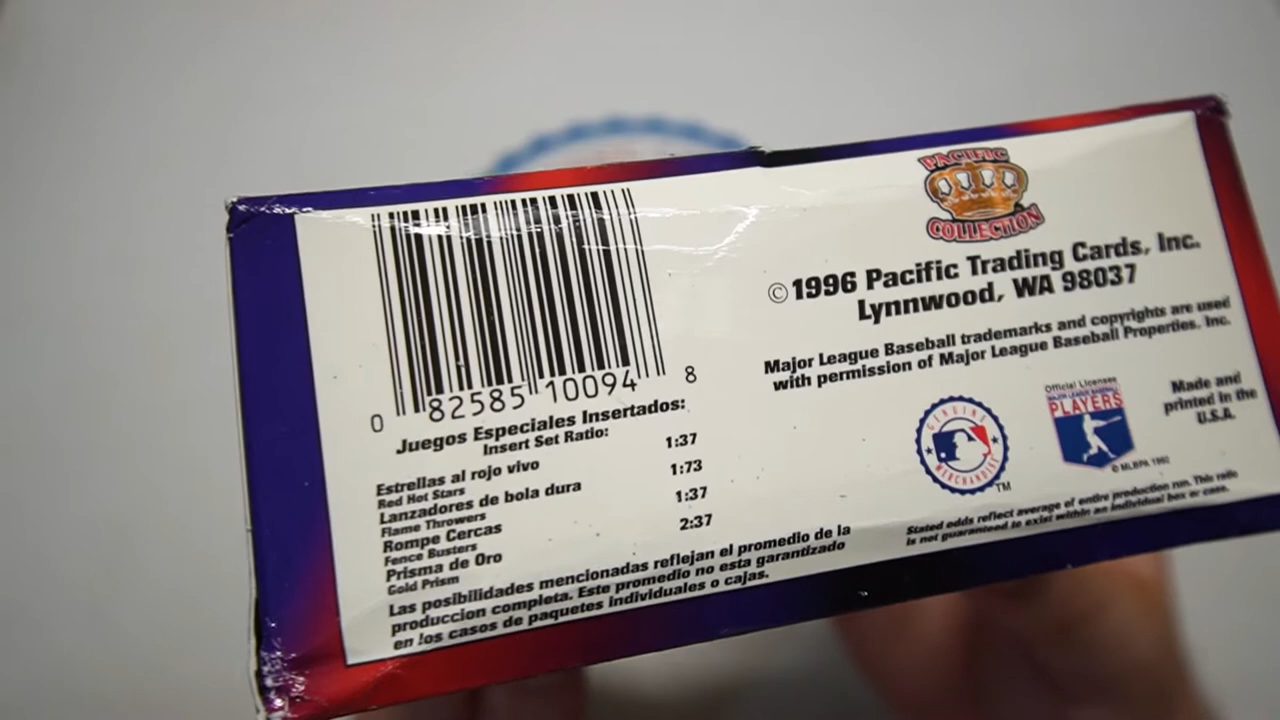 0 82585 10094 8
Juegos Especiales Insertados:
Insert Set Ratio:
Estrellas al rojo vivo 1:37
Red Hot Stars
Lanzadores de bola dura 1:73
Flame Throwers
Rompe Cercas 1:37
Fence Busters
Prisma de Oro 2:37
Gold Prism
Las posibilidades mencionadas reflejan el promedio de la
produccion completa. Este promedio no esta garantizado
en los casos de paquetes individuales o cajas.
PACIFIC
COLLECTION
©1996 Pacific Trading Cards, Inc.
Lynnwood, WA 98037
Major League Baseball trademarks and copyrights are used
with permission of Major League Baseball Properties, Inc.
GENUINE
MERCHANDISE
TM
Official Licensee
MAJOR LEAGUE BASEBALL
PLAYERS
© MLBPA
Made and
printed in the
U.S.A.
Stated odds reflect average of entire production run. This ratio
is not guaranteed to exist within an individual box or case.